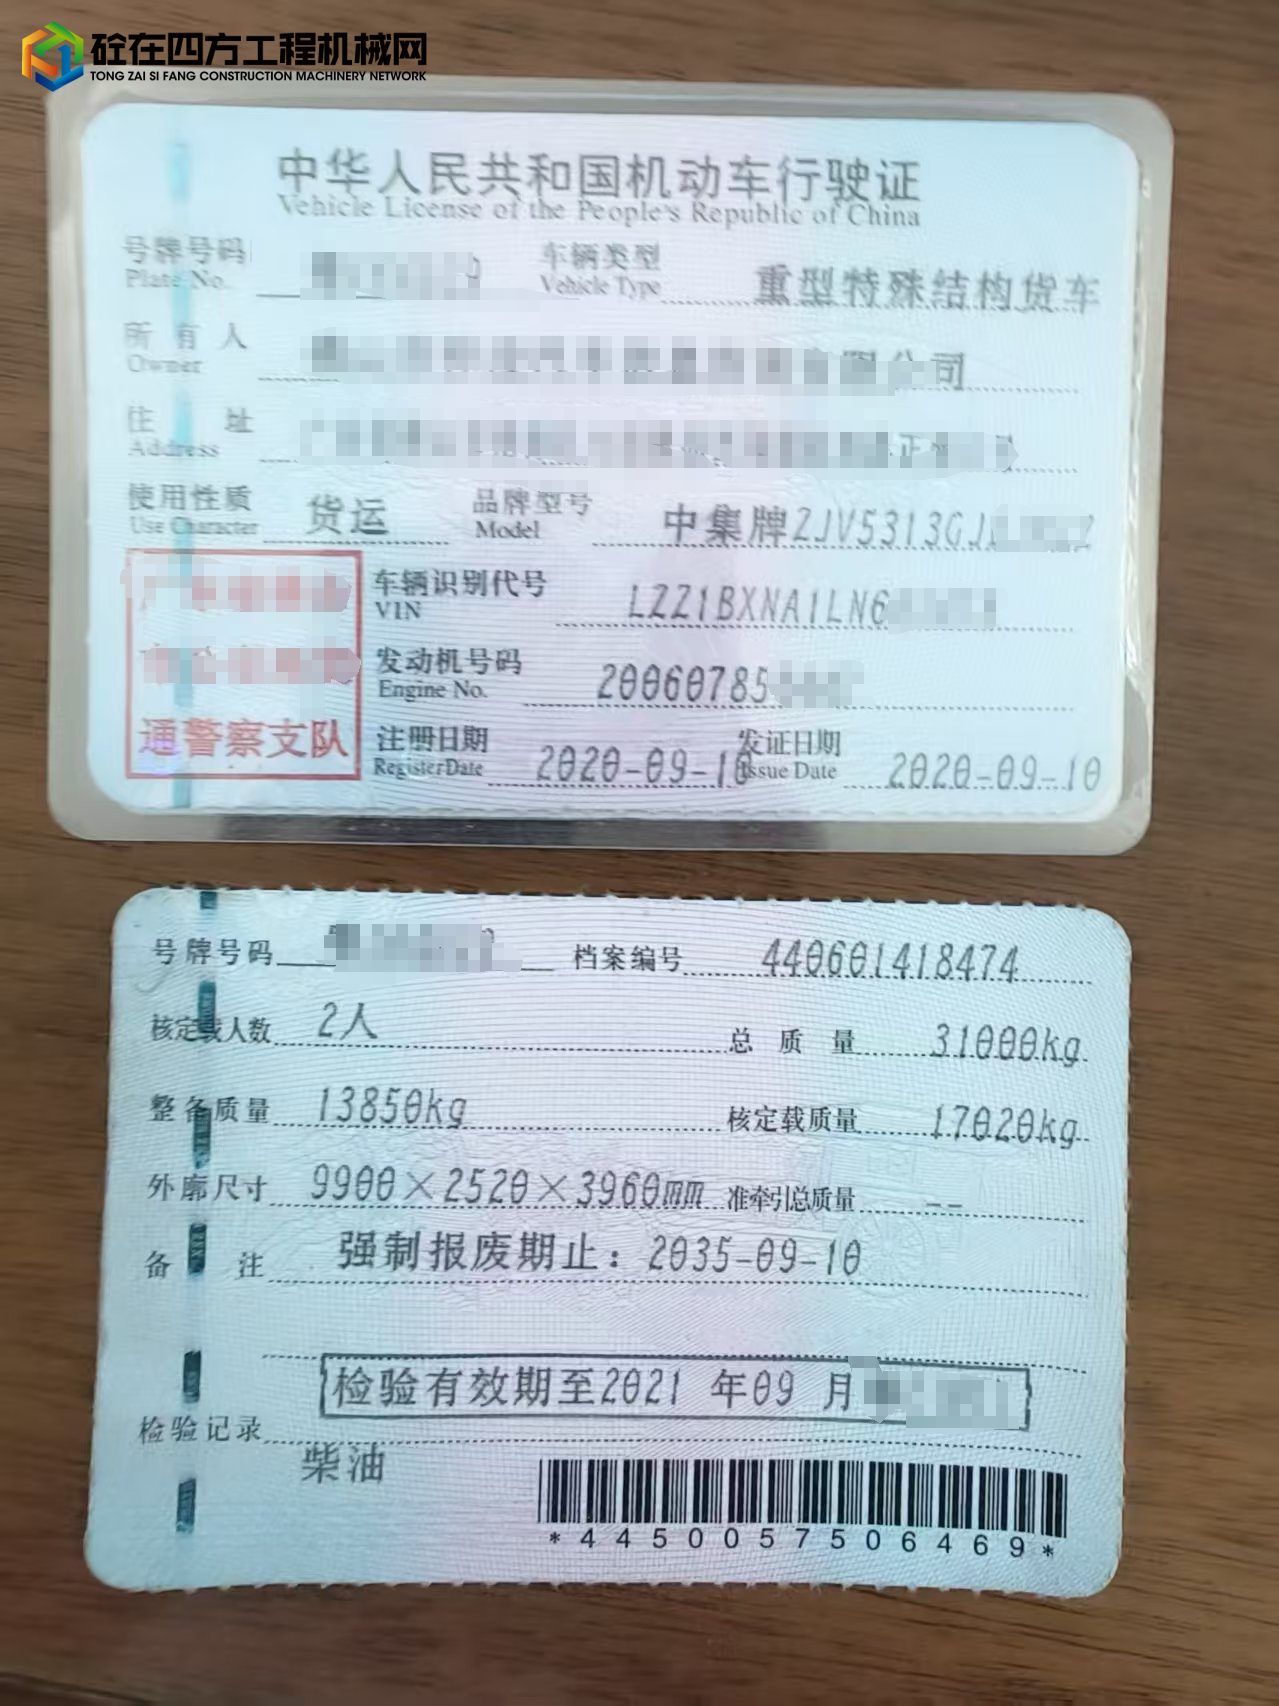 砼在四方工程机械网
TONG ZAI SI FANG CONSTRUCTION MACHINERY NETWORK
中华人民共和国机动车行驶证
Vehicle License of the People's Republic of China
号牌号码 车辆类型 重型特殊结构货车
Plate No. Vehicle Type
所有人 有限公司
Owner
住址 号
Address
使用性质 货运 品牌型号 中集牌ZJV5313GJ
Use Character Model
车辆识别代号 LZZ1BXNA1LN6
VIN
发动机号码 200607850
Engine No.
通警察支队
注册日期 2020-09-10 发证日期 2020-09-10
Register Date Issue Date
号牌号码 档案编号 440601418474
核定载人数 2人 总质量 31000kg
整备质量 13850kg 核定载质量 17020kg
外廓尺寸 9900×2520×3960mm 准牵引总质量 --
备注 强制报废期止：2035-09-10
检验有效期至2021 年09 月
检验记录
柴油
*4450057506469*